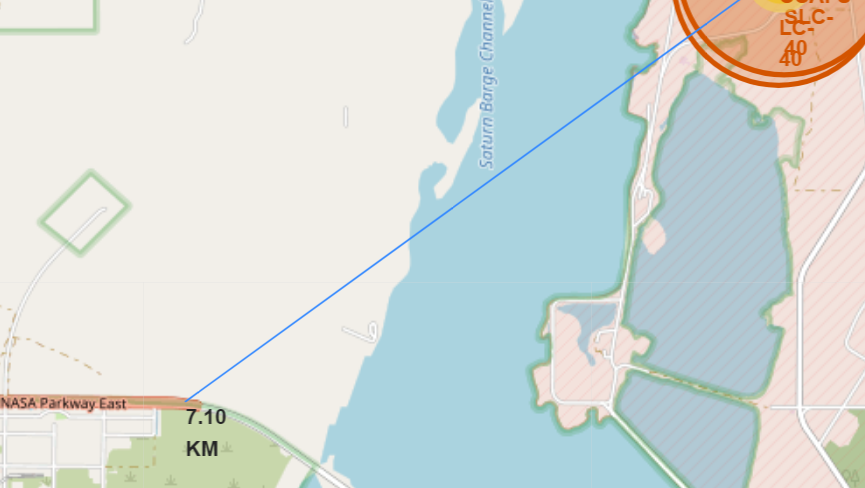 SLC-
LC-
40
40
Saturn Barge Channel
NASA Parkway East
7.10
KM